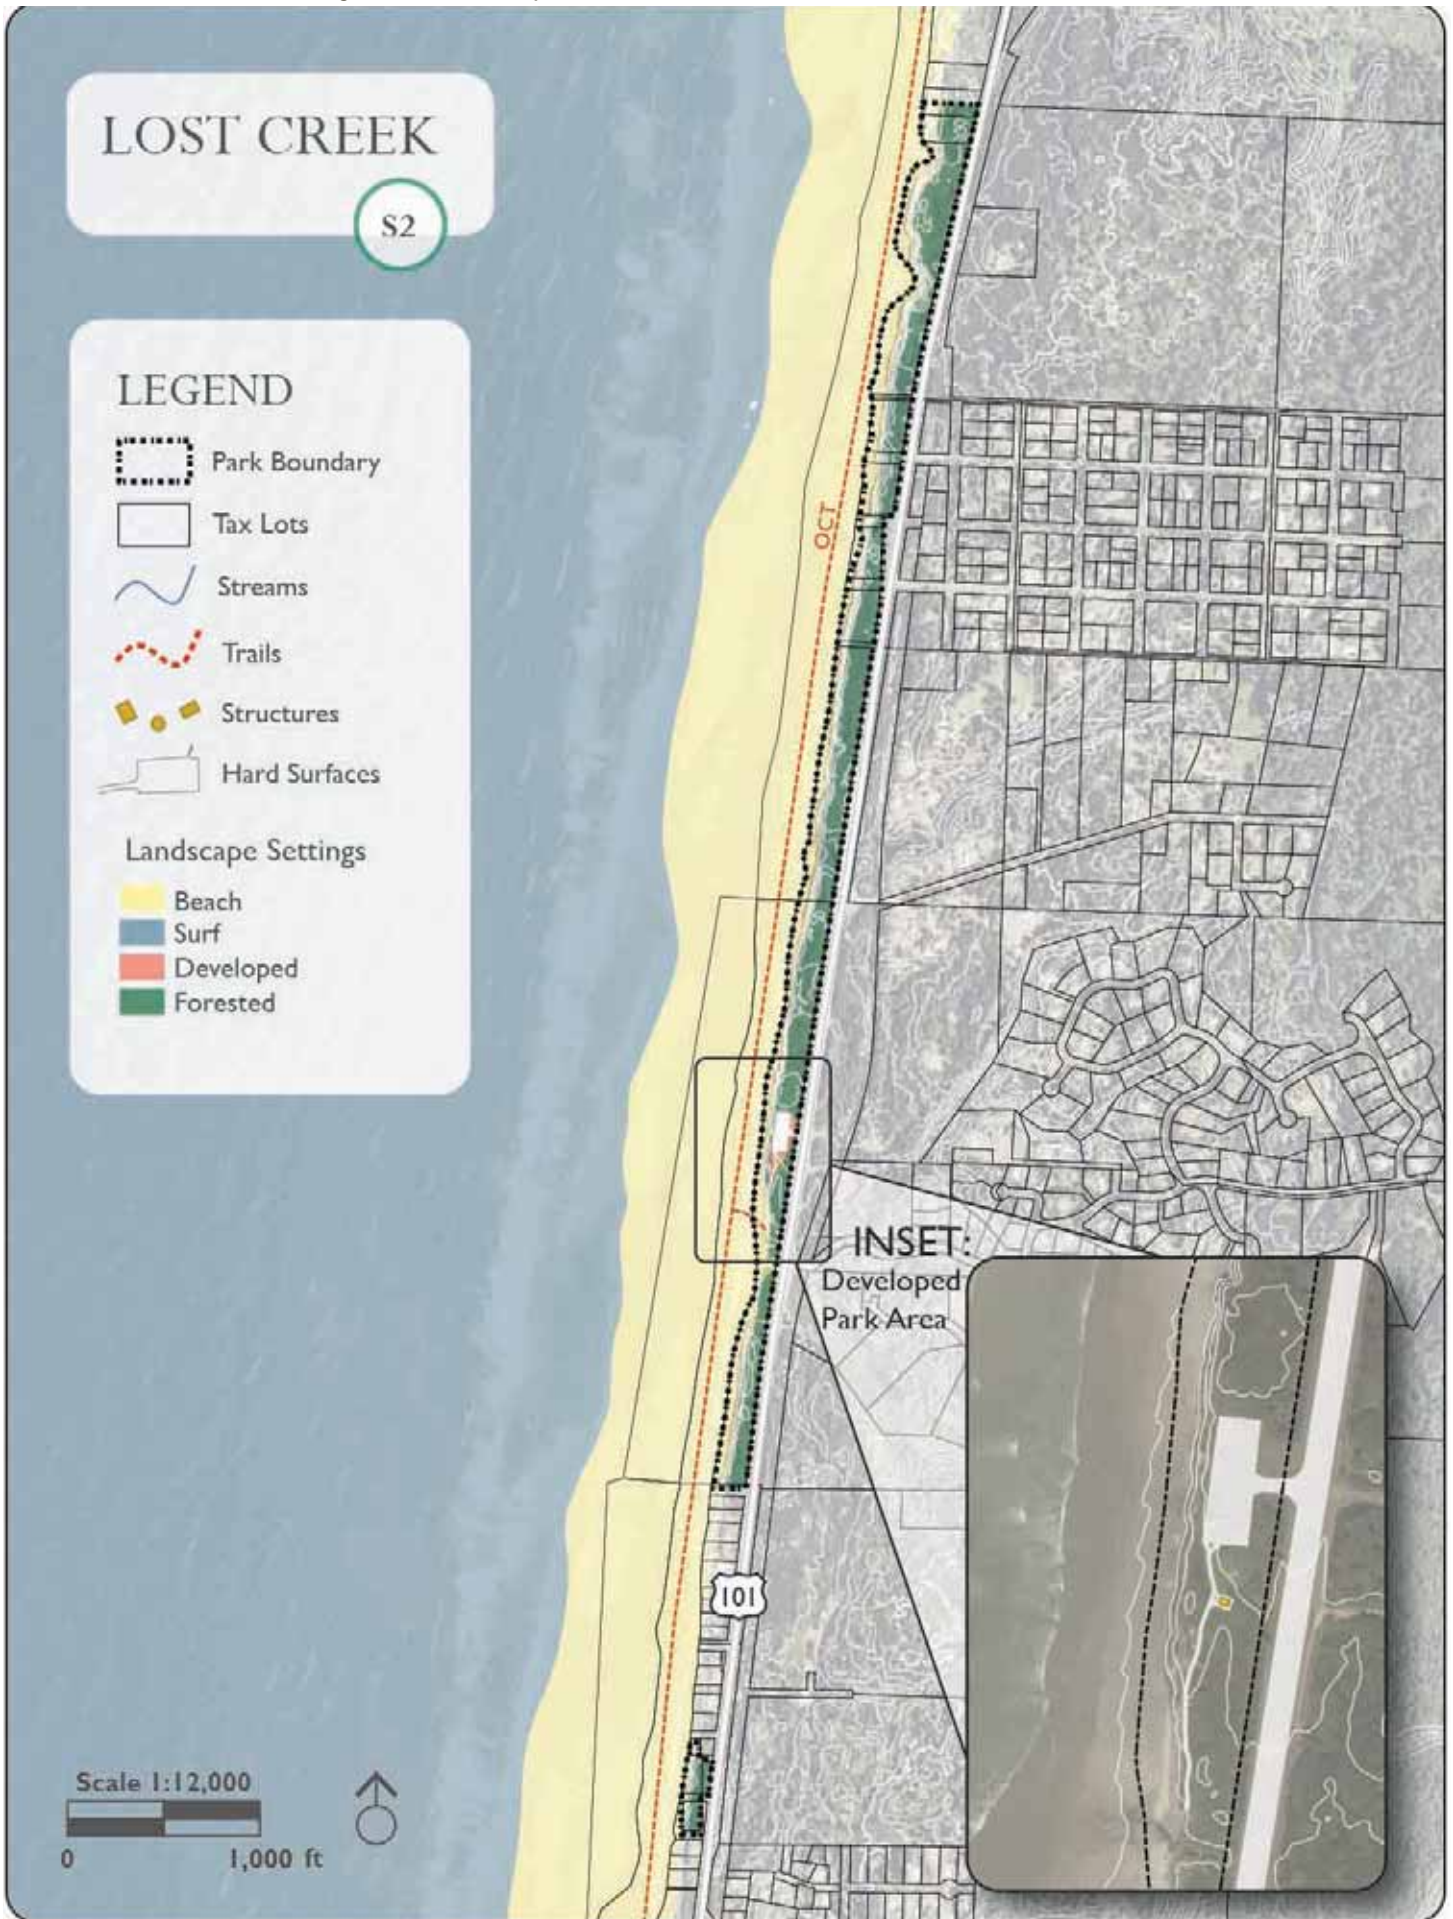 LOST CREEK
S2
LEGEND
Park Boundary
Tax Lots
Streams
Trails
Structures
Hard Surfaces
Landscape Settings
Beach
Surf
Developed
Forested
OCT
INSET:
Developed
Park Area
101
Scale 1:12,000
0 1,000 ft